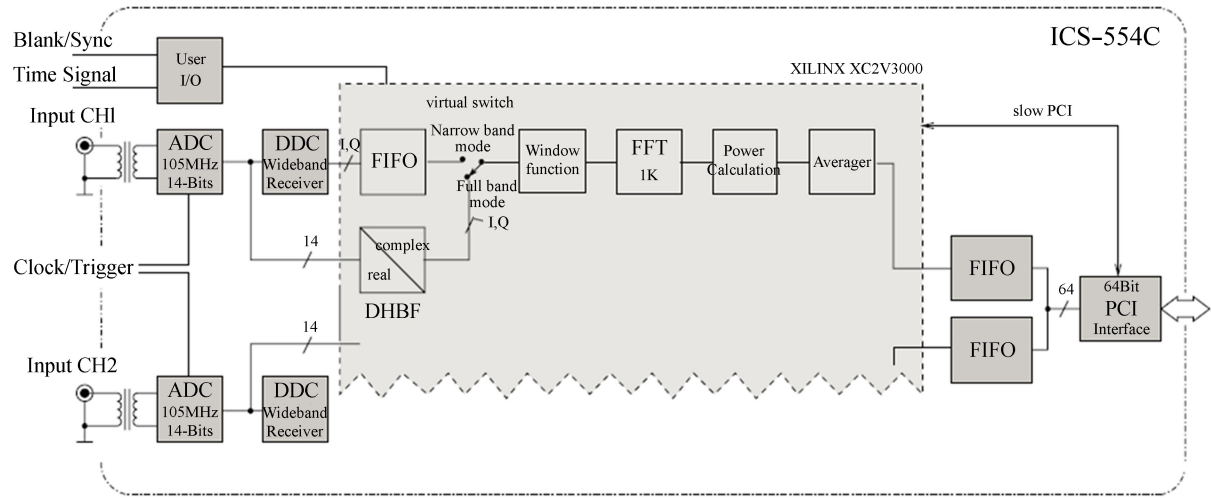 ICS-554C
Blank/Sync
Time Signal
User
I/O
XILINX XC2V3000
Input CH1
ADC
105MHz
14-Bits
DDC
Wideband
Receiver
I,Q
FIFO
virtual switch
Narrow band
mode
Full band
mode
I,Q
Window
function
FFT
1K
Power
Calculation
Averager
slow PCI
14
complex
real
DHBF
Clock/Trigger
FIFO
64
64Bit
PCI
Interface
FIFO
14
Input CH2
ADC
105MHz
14-Bits
DDC
Wideband
Receiver